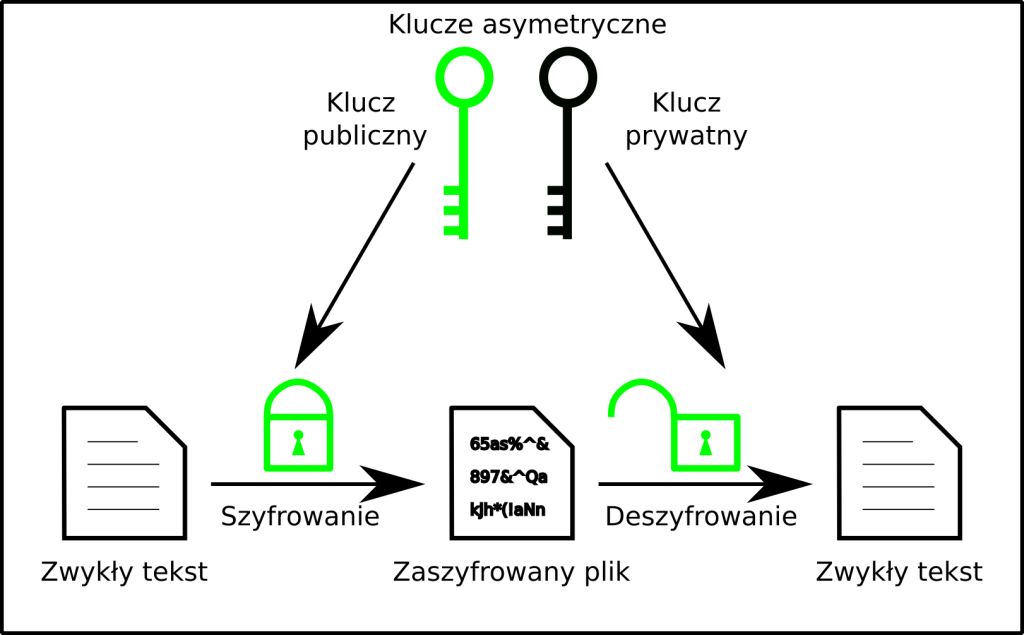 Klucze asymetryczne
Klucz
publiczny
Klucz
prywatny
65as%^&
897&^Qa
kjh*(IaNn
Szyfrowanie
Deszyfrowanie
Zwykły tekst
Zaszyfrowany plik
Zwykły tekst